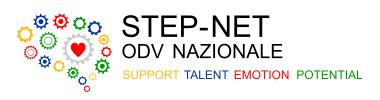 STEP-NET
ODV NAZIONALE
SUPPORT TALENT EMOTION POTENTIAL